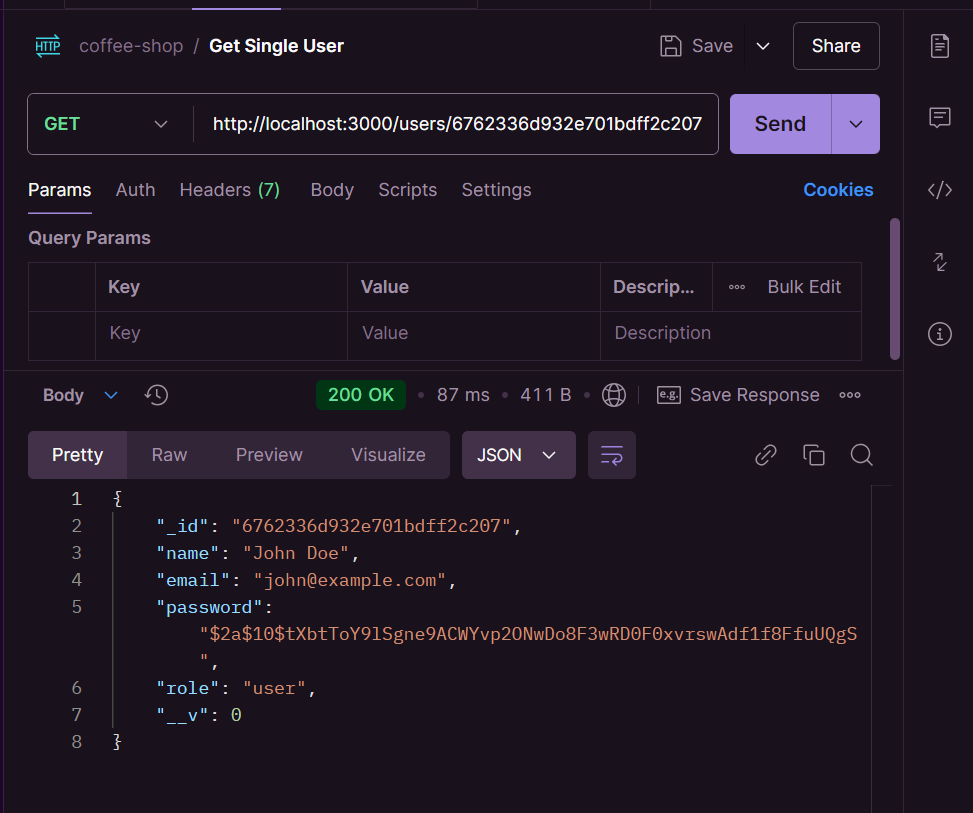 HTTP coffee-shop / Get Single User Save Share
GET http://localhost:3000/users/6762336d932e701bdff2c207 Send
Params Auth Headers (7) Body Scripts Settings Cookies
Query Params
Key Value Descrip... Bulk Edit
Key Value Description
Body 200 OK • 87 ms • 411 B • e.g. Save Response
Pretty Raw Preview Visualize JSON
1 {
2 "_id": "6762336d932e701bdff2c207",
3 "name": "John Doe",
4 "email": "john@example.com",
5 "password":
"$2a$10$tXbtToY9lSgne9ACWYvp2ONwDo8F3wRD0F0xvrswAdf1f8FfuUQgS
",
6 "role": "user",
7 "__v": 0
8 }